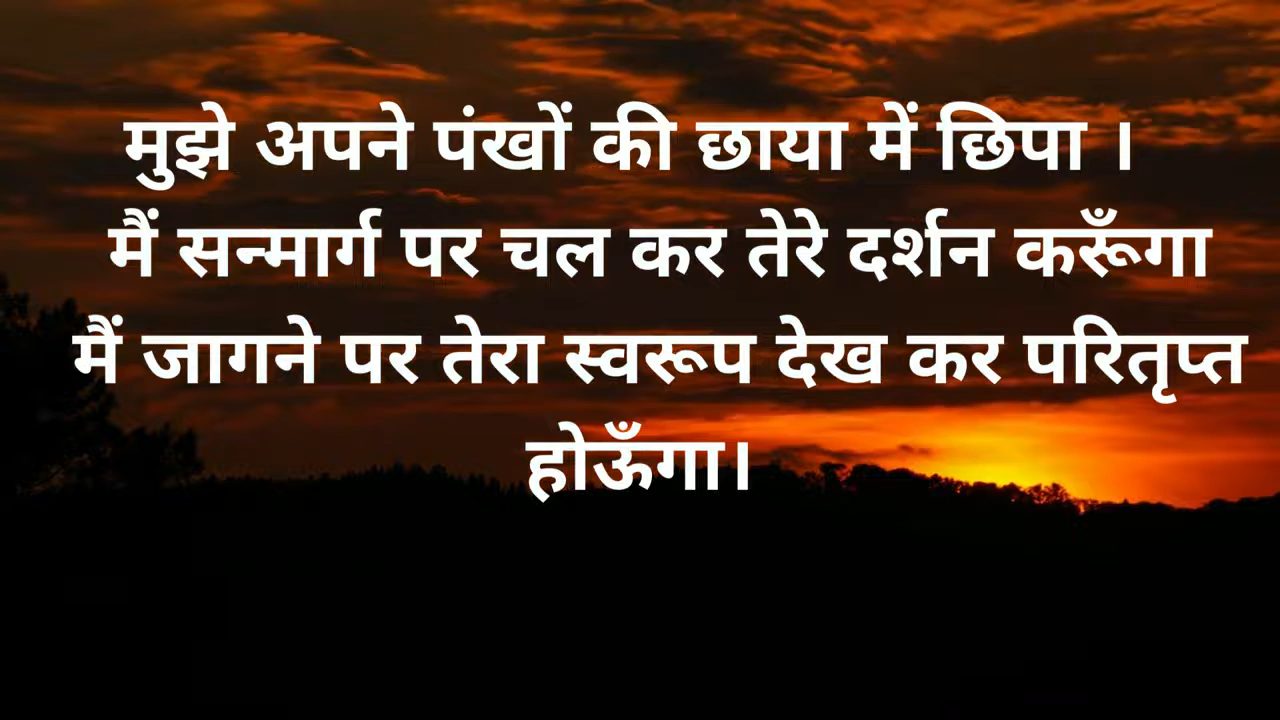 मुझे अपने पंखों की छाया में छिपा ।
मैं सन्मार्ग पर चल कर तेरे दर्शन करूँगा
मैं जागने पर तेरा स्वरूप देख कर परितृप्त
होऊँगा।